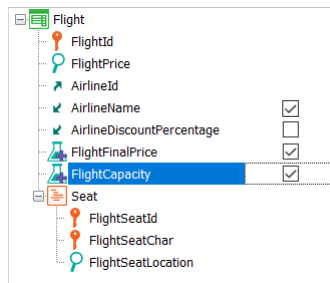 Flight
FlightId
FlightPrice
AirlineId
AirlineName
AirlineDiscountPercentage
FlightFinalPrice
FlightCapacity
Seat
FlightSeatId
FlightSeatChar
FlightSeatLocation